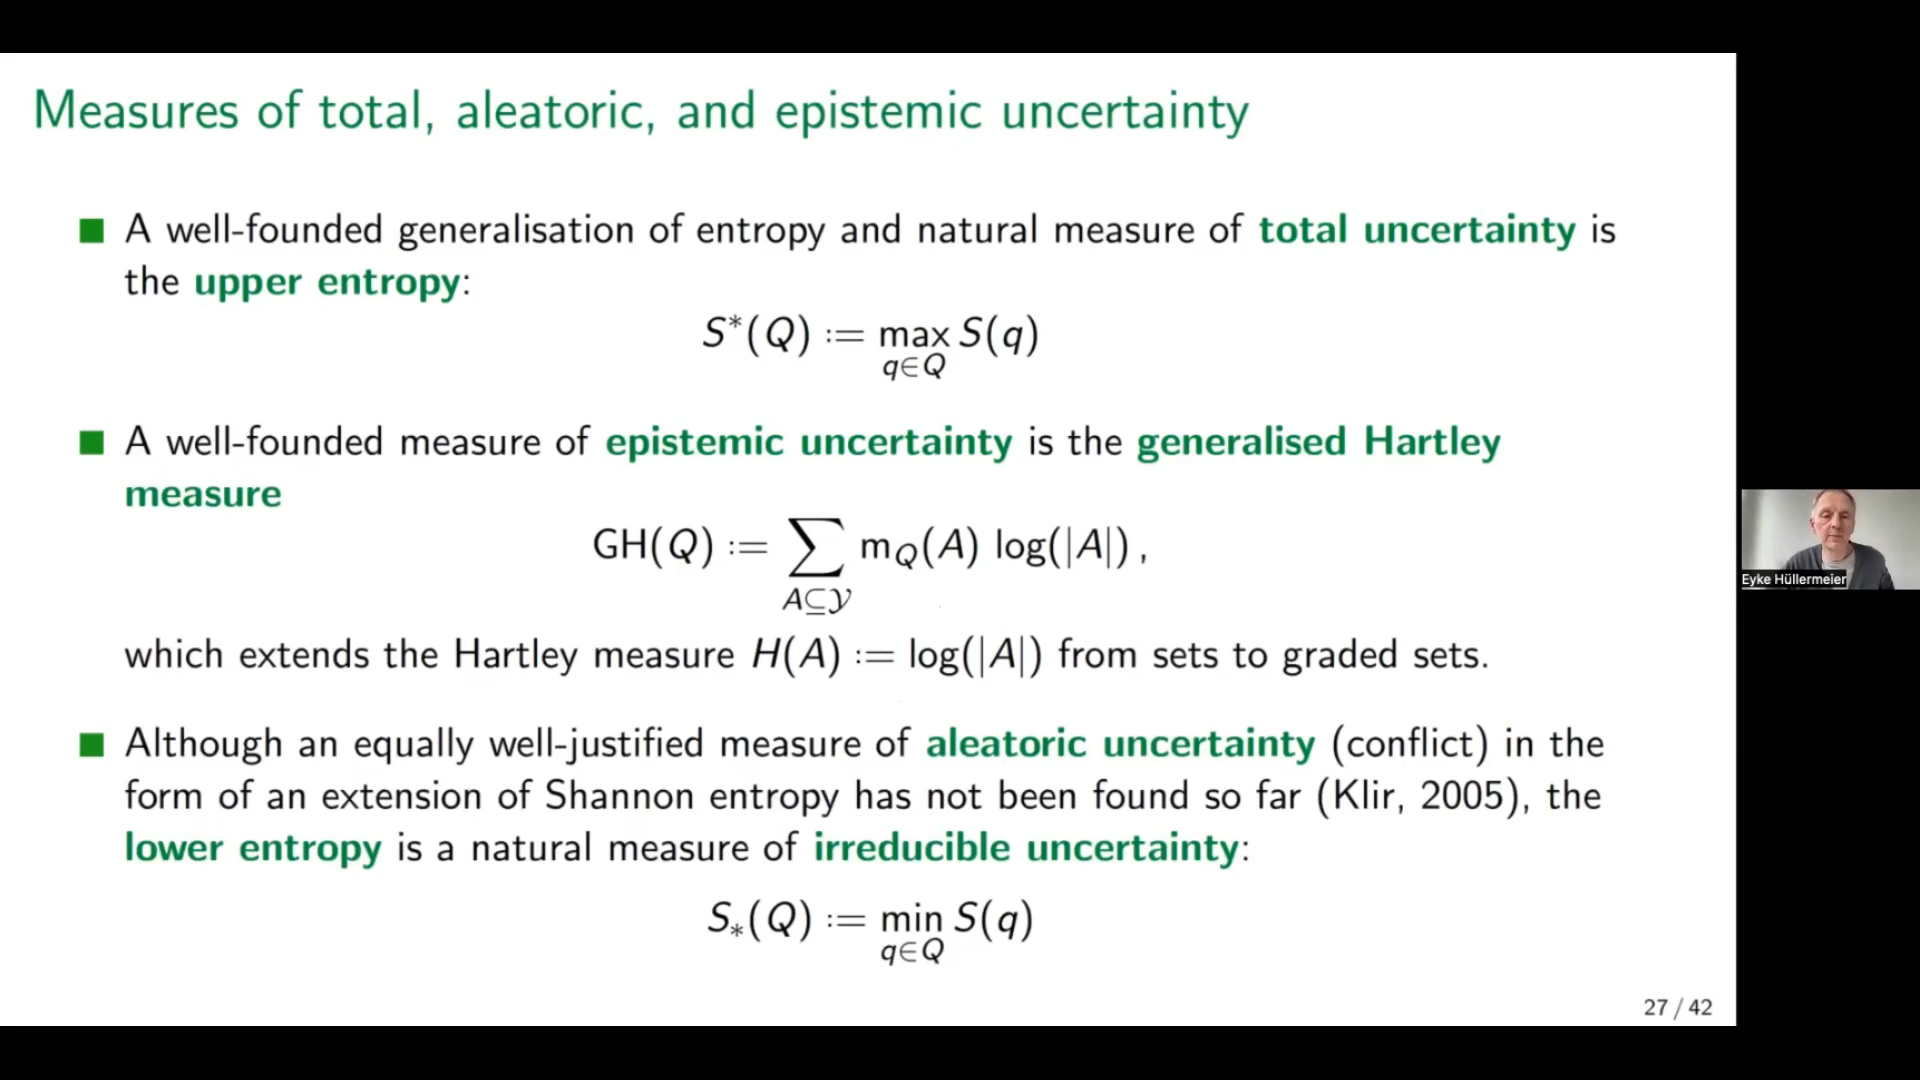 Measures of total, aleatoric, and epistemic uncertainty
A well-founded generalisation of entropy and natural measure of total uncertainty is
the upper entropy:
S*(Q) := max S(q)
q∈Q
A well-founded measure of epistemic uncertainty is the generalised Hartley
measure
GH(Q) := ∑ m_Q(A) log(|A|) ,
A⊆𝒴
which extends the Hartley measure H(A) := log(|A|) from sets to graded sets.
Eyke Hüllermeier
Although an equally well-justified measure of aleatoric uncertainty (conflict) in the
form of an extension of Shannon entropy has not been found so far (Klir, 2005), the
lower entropy is a natural measure of irreducible uncertainty:
S_*(Q) := min S(q)
q∈Q
27 / 42